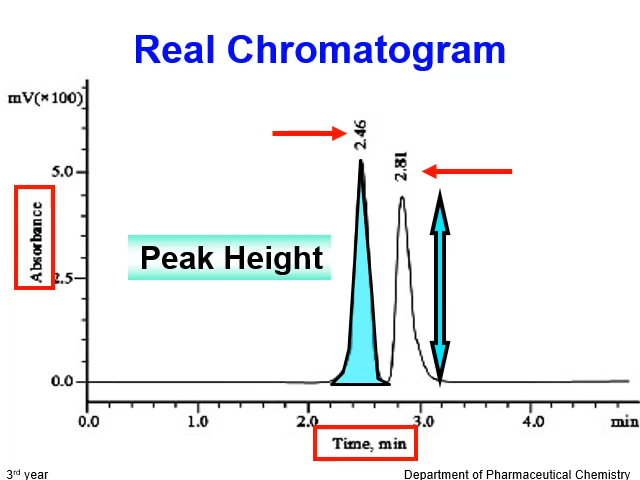 Real Chromatogram
mV(×100)
2.46
2.81
5.0
Absorbance
Peak Height
2.5
0.0
0.0 1.0 2.0 3.0 4.0 min
Time, min
3rd year
Department of Pharmaceutical Chemistry